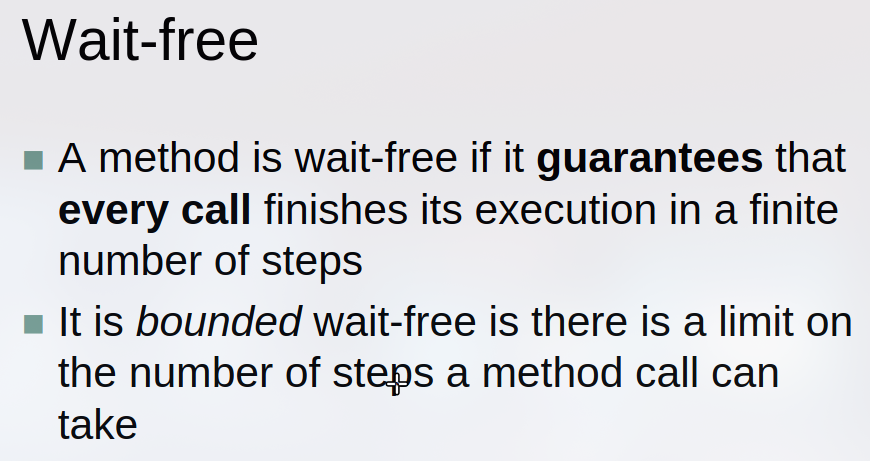 Wait-free
A method is wait-free if it guarantees that
every call finishes its execution in a finite
number of steps
It is bounded wait-free is there is a limit on
the number of steps a method call can
take